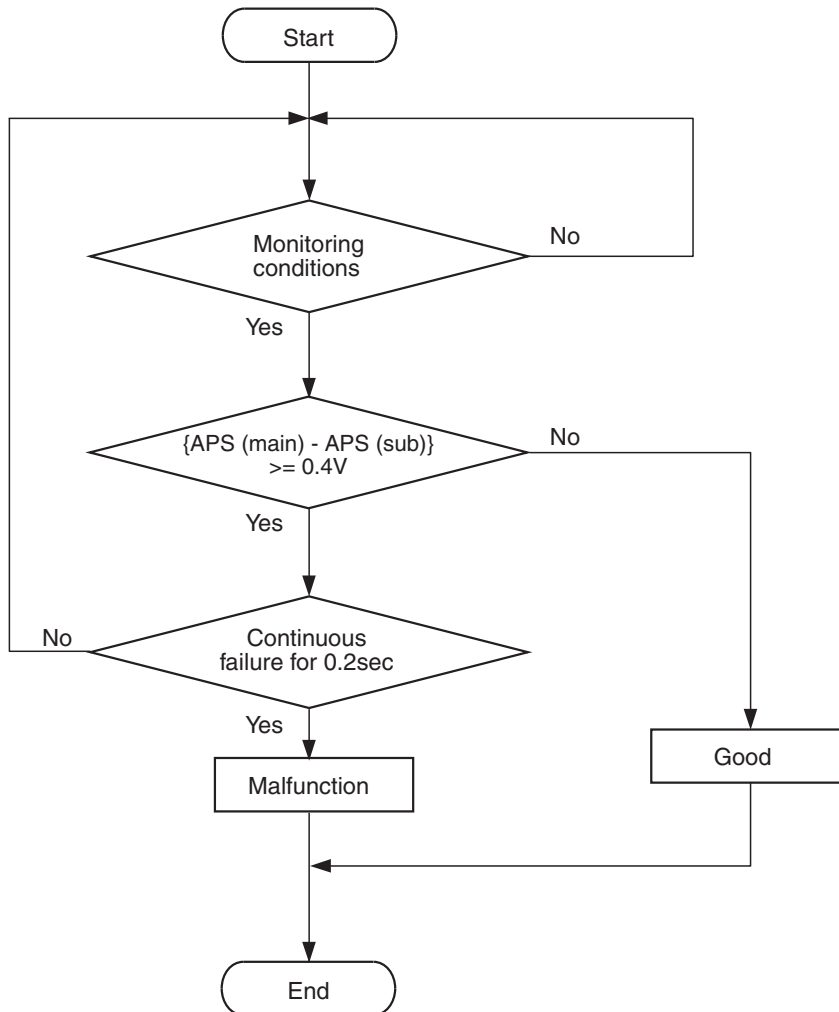 Start
Monitoring
conditions
No
Yes
{APS (main) - APS (sub)}
>= 0.4V
No
Yes
Continuous
failure for 0.2sec
No
Yes
Malfunction
Good
End